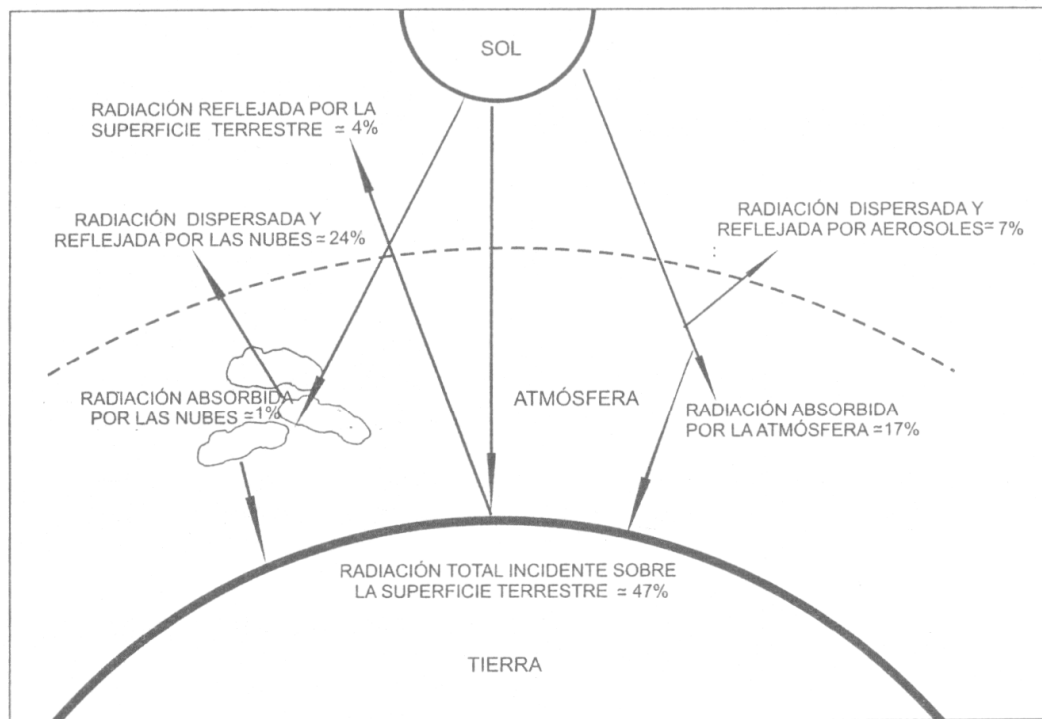 SOL
RADIACIÓN REFLEJADA POR LA
SUPERFICIE TERRESTRE ≃ 4%
RADIACIÓN DISPERSADA Y
REFLEJADA POR LAS NUBES ≃ 24%
RADIACIÓN DISPERSADA Y
REFLEJADA POR AEROSOLES ≃ 7%
RADIACIÓN ABSORBIDA
POR LAS NUBES ≃ 1%
ATMÓSFERA
RADIACIÓN ABSORBIDA
POR LA ATMÓSFERA ≃ 17%
RADIACIÓN TOTAL INCIDENTE SOBRE
LA SUPERFICIE TERRESTRE ≃ 47%
TIERRA